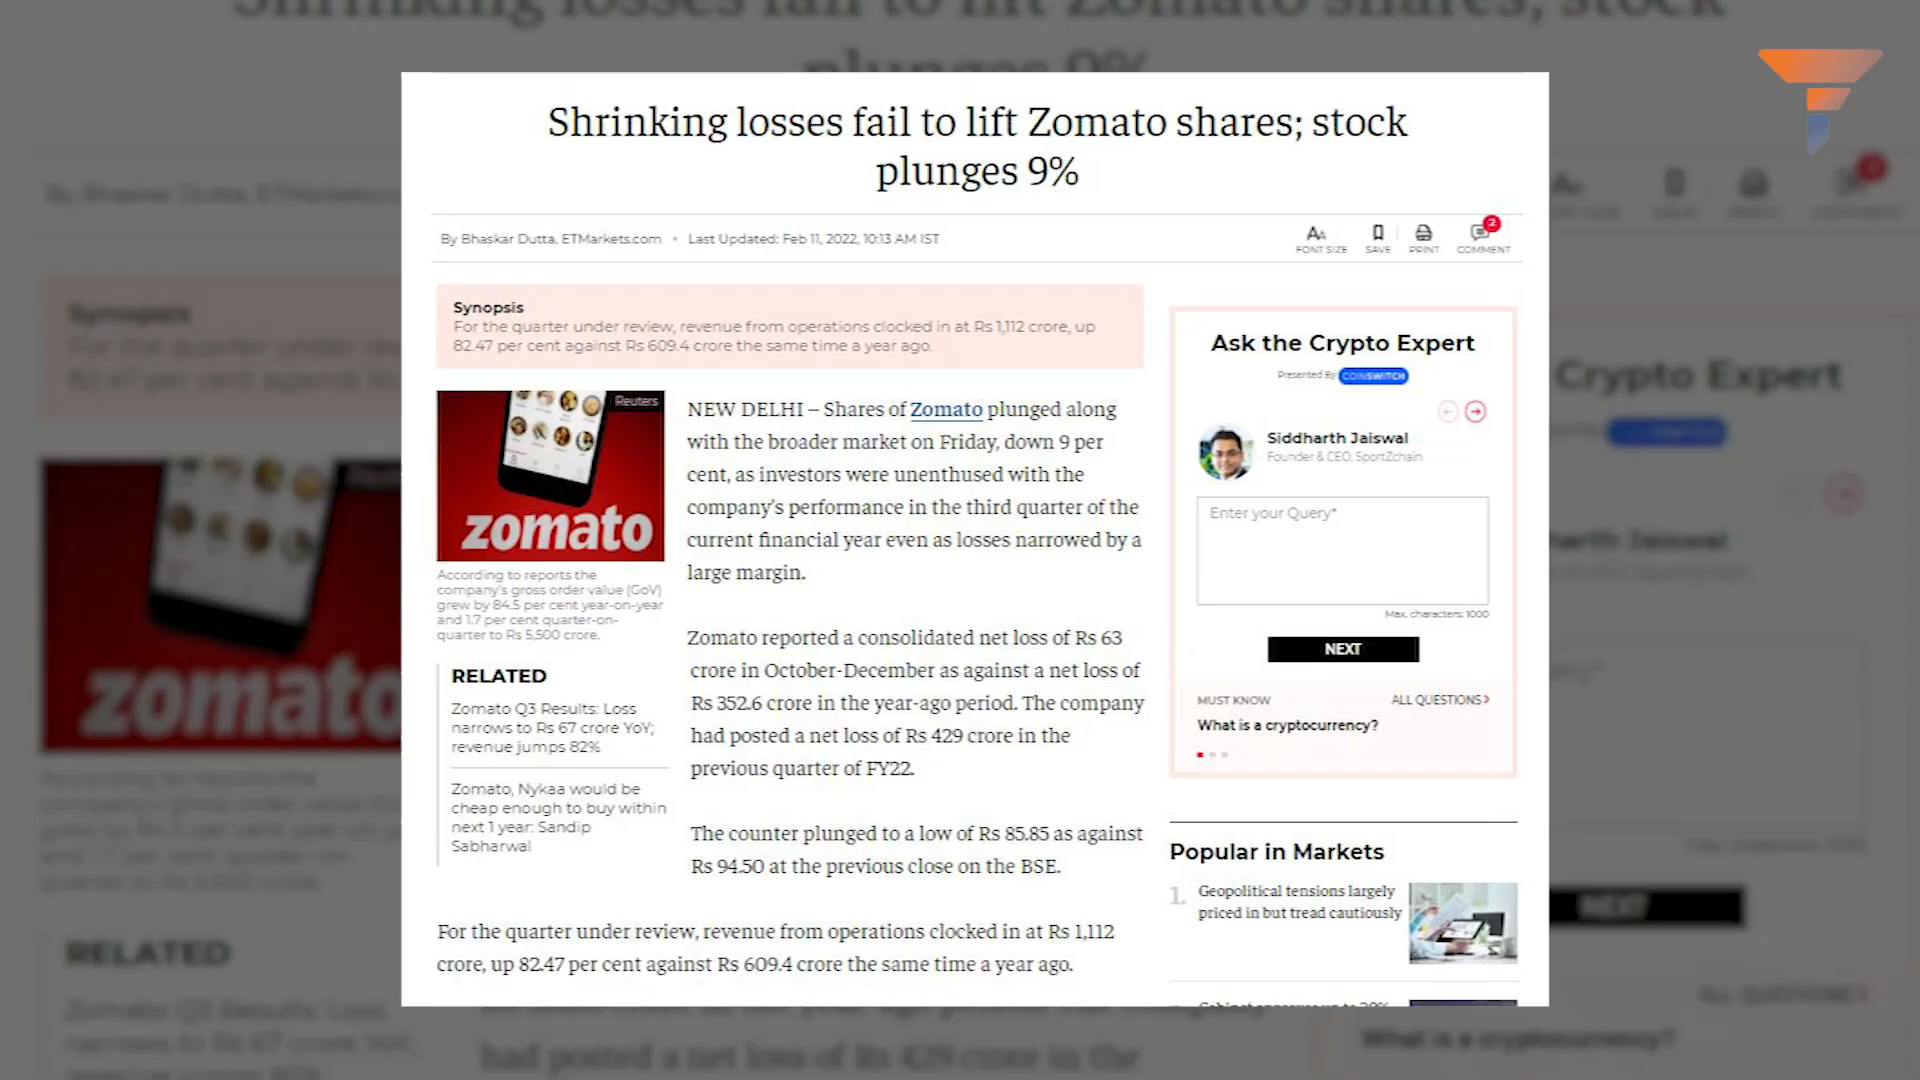 Shrinking losses fail to lift Zomato shares; stock
plunges 9%
By Bhaskar Dutta, ETMarkets.com • Last Updated: Feb 11, 2022, 10:13 AM IST
FONT SIZE
SAVE
PRINT
2
COMMENT
Synopsis
For the quarter under review, revenue from operations clocked in at Rs 1,112 crore, up
82.47 per cent against Rs 609.4 crore the same time a year ago.
Reuters
zomato
According to reports the
company's gross order value (GoV)
grew by 84.5 per cent year-on-year
and 1.7 per cent quarter-on-
quarter to Rs 5,500 crore.
RELATED
Zomato Q3 Results: Loss
narrows to Rs 67 crore YoY;
revenue jumps 82%
Zomato, Nykaa would be
cheap enough to buy within
next 1 year: Sandip
Sabharwal
NEW DELHI – Shares of Zomato plunged along
with the broader market on Friday, down 9 per
cent, as investors were unenthused with the
company's performance in the third quarter of the
current financial year even as losses narrowed by a
large margin.
Zomato reported a consolidated net loss of Rs 63
crore in October-December as against a net loss of
Rs 352.6 crore in the year-ago period. The company
had posted a net loss of Rs 429 crore in the
previous quarter of FY22.
The counter plunged to a low of Rs 85.85 as against
Rs 94.50 at the previous close on the BSE.
For the quarter under review, revenue from operations clocked in at Rs 1,112
crore, up 82.47 per cent against Rs 609.4 crore the same time a year ago.
Ask the Crypto Expert
Presented By COINSWITCH
Siddharth Jaiswal
Founder & CEO, SportZchain
Enter your Query*
Max. characters: 1000
NEXT
MUST KNOW
ALL QUESTIONS >
What is a cryptocurrency?
Popular in Markets
1. Geopolitical tensions largely
priced in but tread cautiously